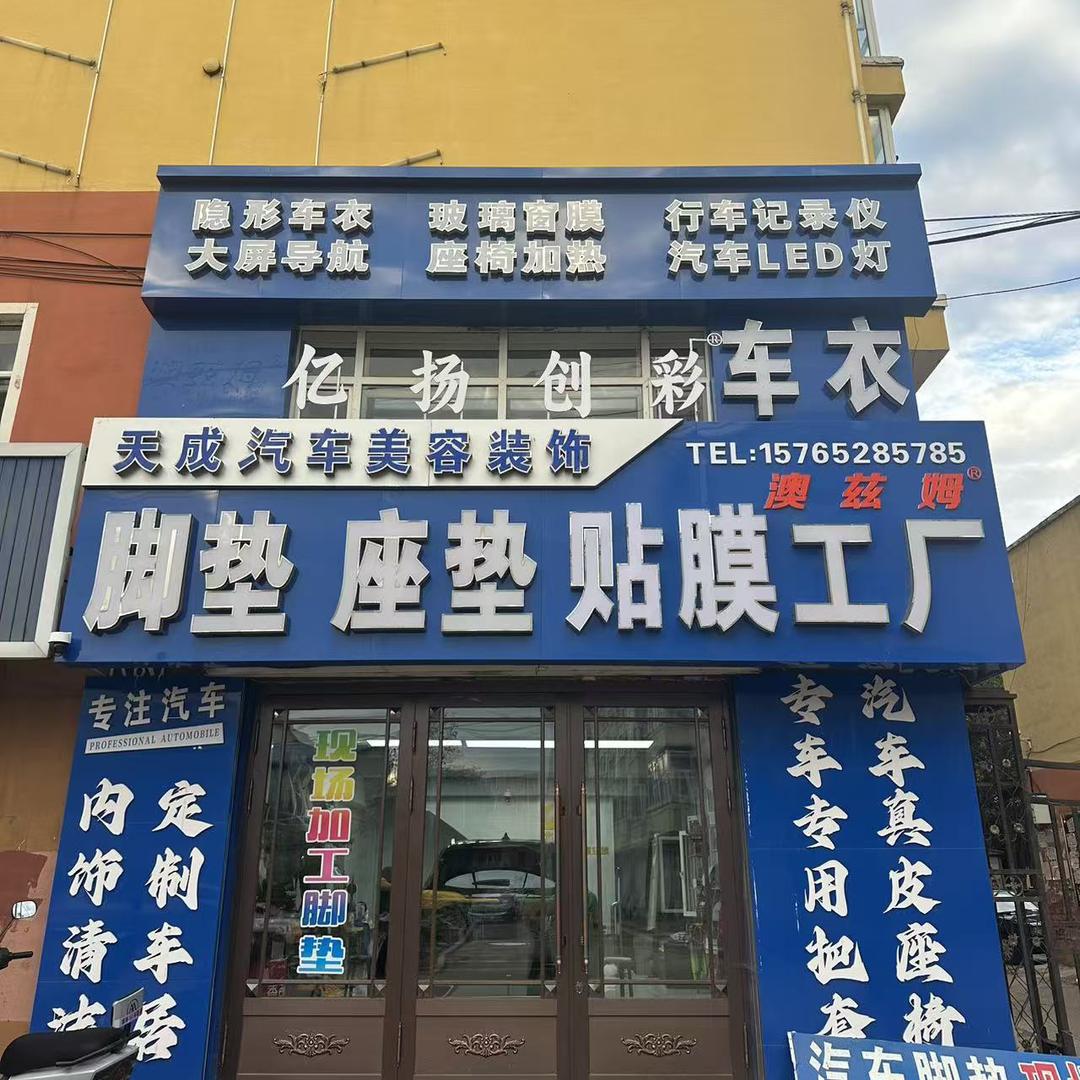 隐形车衣 玻璃窗膜 行车记录仪
大屏导航 座椅加热 汽车LED灯
亿扬创彩®车衣
天成汽车美容装饰
TEL:15765285785
澳兹姆®
脚垫 座垫 贴膜工厂
专注汽车
PROFESSIONAL AUTOMOBILE
定制车居
内饰清洁
现场加工脚垫
汽车真皮座椅
专车专用把套
汽车脚垫 现场